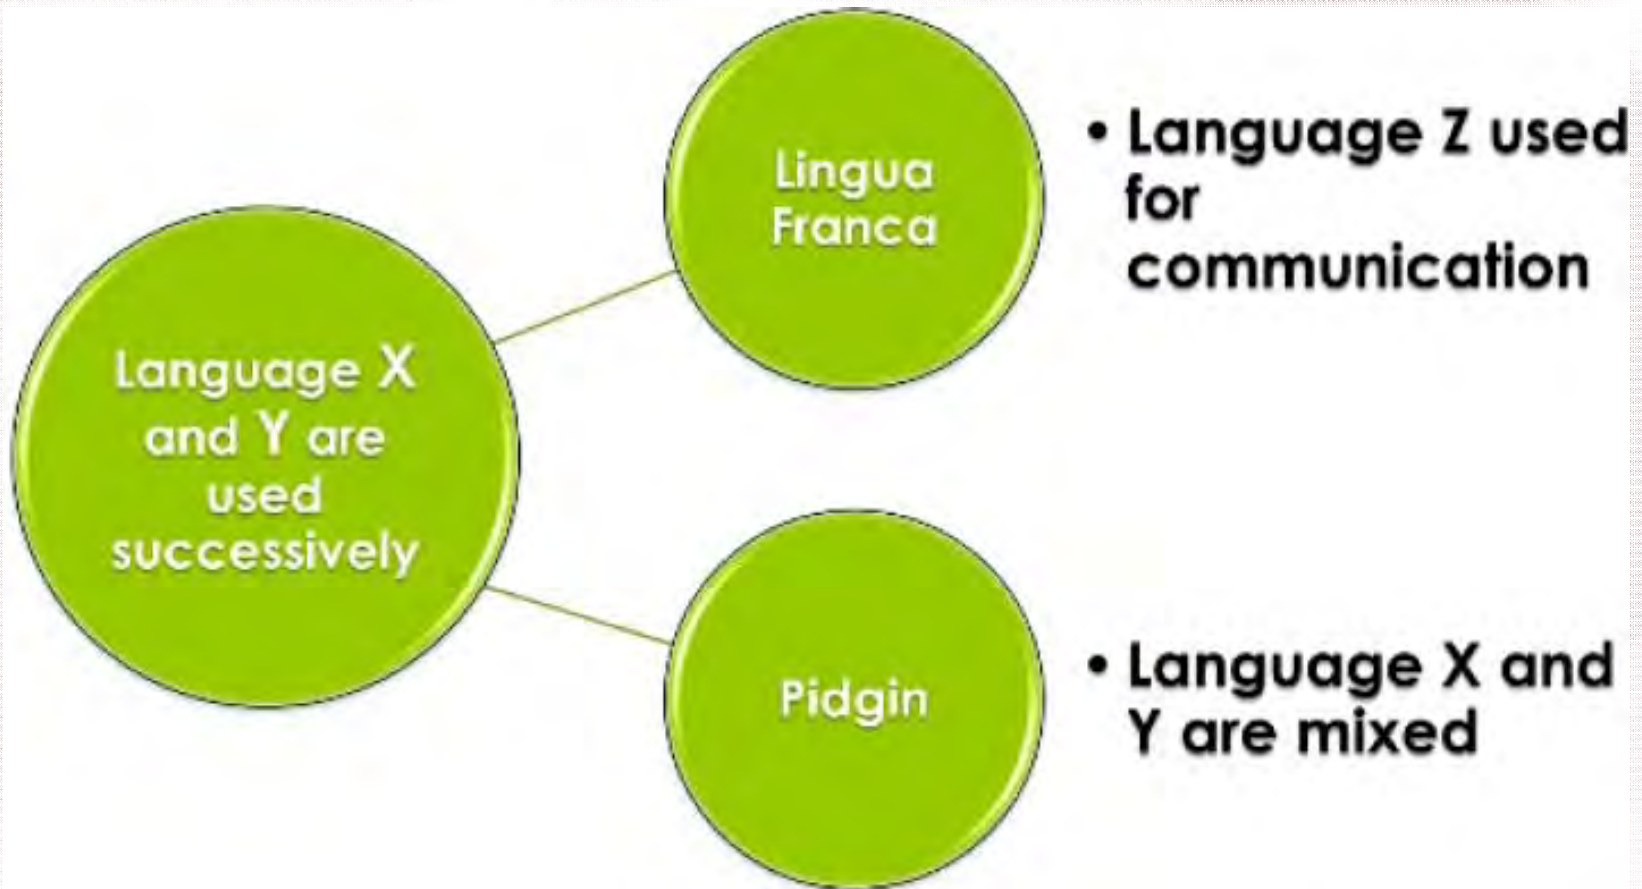 Language X
and Y are
used
successively
Lingua
Franca
• Language Z used
for
communication
Pidgin
• Language X and
Y are mixed